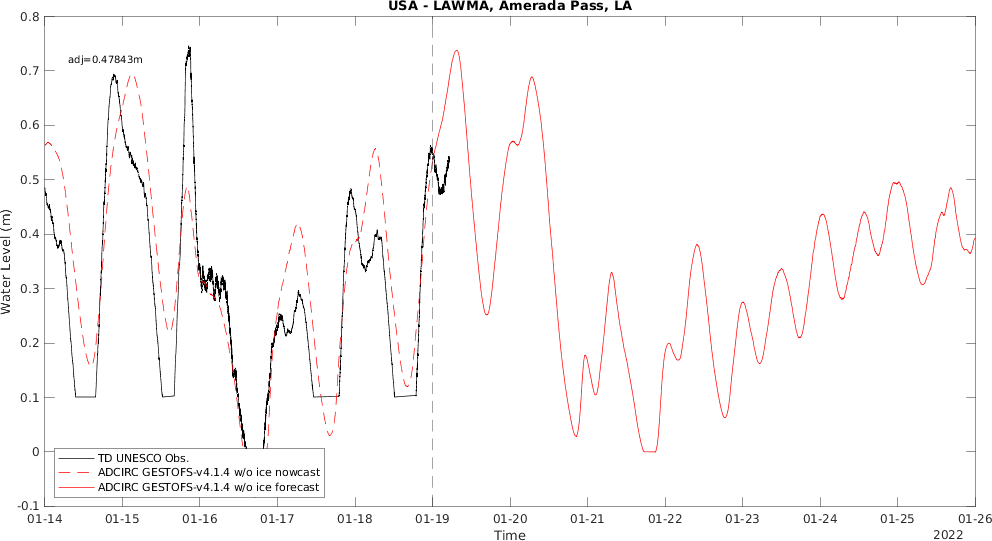 USA - LAWMA, Amerada Pass, LA
0.8
0.7
0.6
0.5
0.4
0.3
0.2
0.1
0
-0.1
Water Level (m)
adj=0.47843m
TD UNESCO Obs.
ADCIRC GESTOFS-v4.1.4 w/o ice nowcast
ADCIRC GESTOFS-v4.1.4 w/o ice forecast
01-14 01-15 01-16 01-17 01-18 01-19 01-20 01-21 01-22 01-23 01-24 01-25 01-26
Time
2022